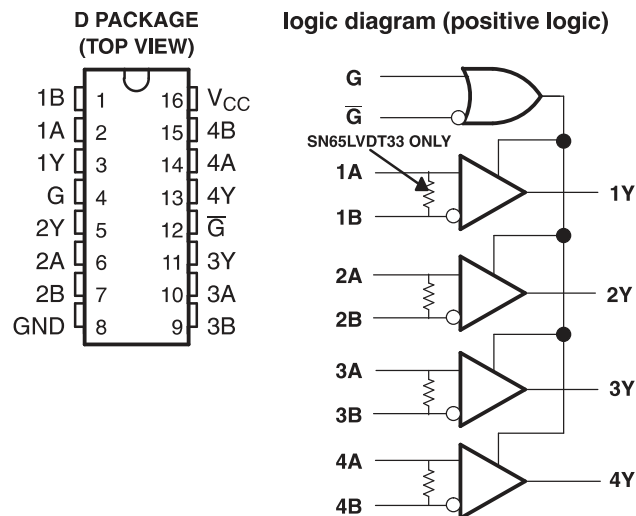 D PACKAGE
(TOP VIEW)
1B 1 16 VCC
1A 2 15 4B
1Y 3 14 4A
G 4 13 4Y
2Y 5 12 G̅
2A 6 11 3Y
2B 7 10 3A
GND 8 9 3B
logic diagram (positive logic)
G
G̅
SN65LVDT33 ONLY
1A
1B
1Y
2A
2B
2Y
3A
3B
3Y
4A
4B
4Y